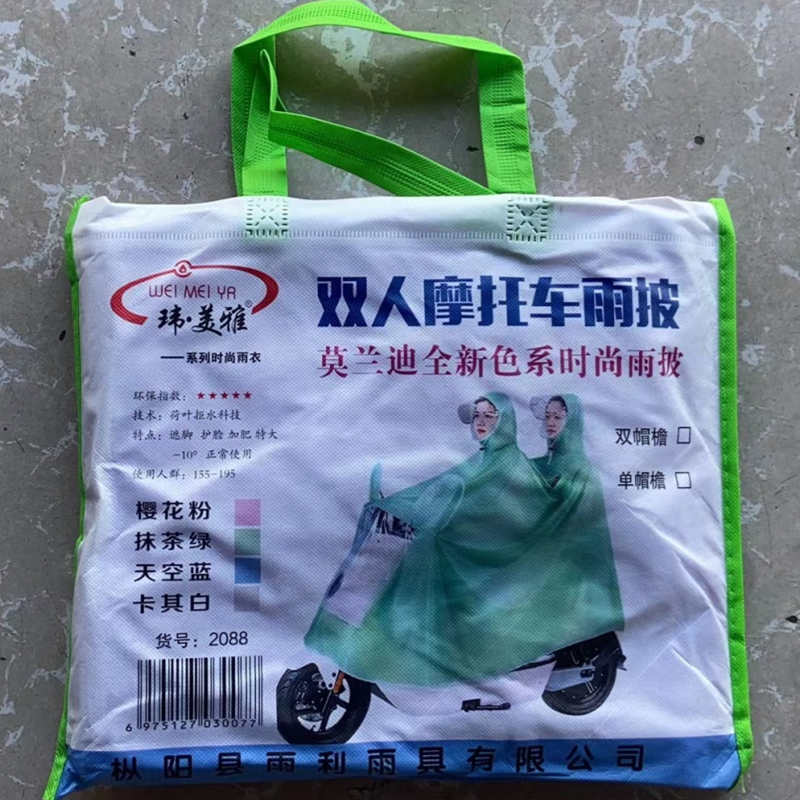 WEI MEI YA
玮·美雅®
——系列时尚雨衣
双人摩托车雨披
莫兰迪全新色系时尚雨披
环保指数：★★★★★
技术：荷叶拒水科技
特点：遮脚 护脸 加肥 特大
-10° 正常使用
使用人群：155-195
双帽檐 □
单帽檐 □
樱花粉
抹茶绿
天空蓝
卡其白
货号：2088
6 975127 030077
枞阳县雨利雨具有限公司